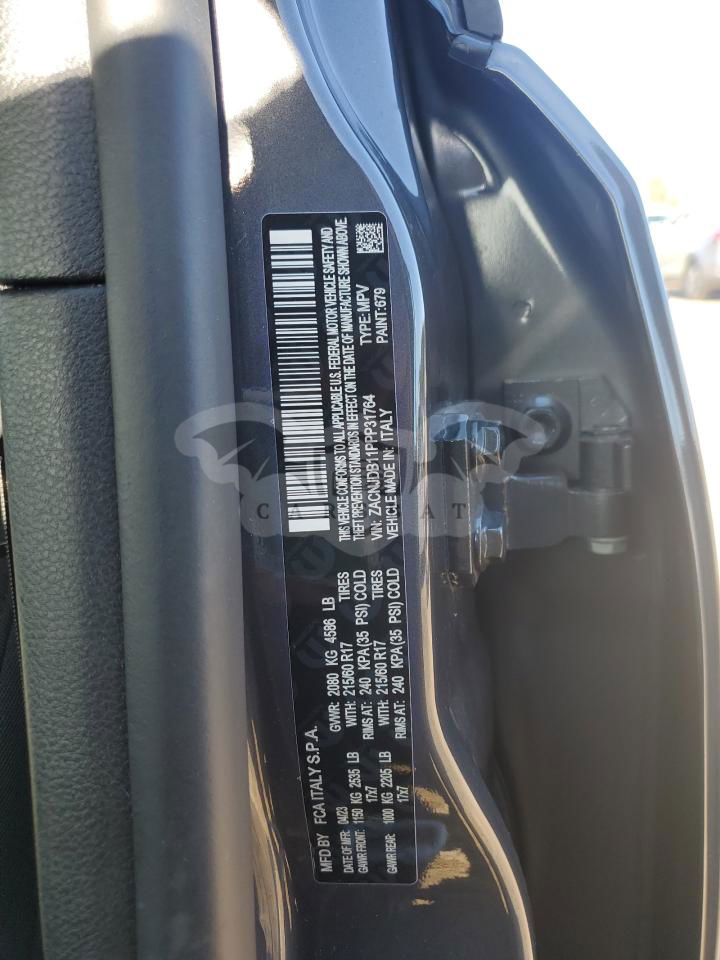 MFD BY FCA ITALY S.P.A.
DATE OF MFR: 04/23 GVWR: 2080 KG 4586 LB
GAWR FRONT: 1150 KG 2535 LB WITH: 215/60 R17 TIRES
17x7 RIMS AT: 240 KPA(35 PSI) COLD
GAWR REAR: 1000 KG 2205 LB WITH: 215/60 R17 TIRES
17x7 RIMS AT: 240 KPA(35 PSI) COLD
THIS VEHICLE CONFORMS TO ALL APPLICABLE U.S. FEDERAL MOTOR VEHICLE SAFETY AND
THEFT PREVENTION STANDARDS IN EFFECT ON THE DATE OF MANUFACTURE SHOWN ABOVE.
VIN: ZACNJDB11PPP31764 TYPE: MPV
VEHICLE MADE IN: ITALY PAINT: 679